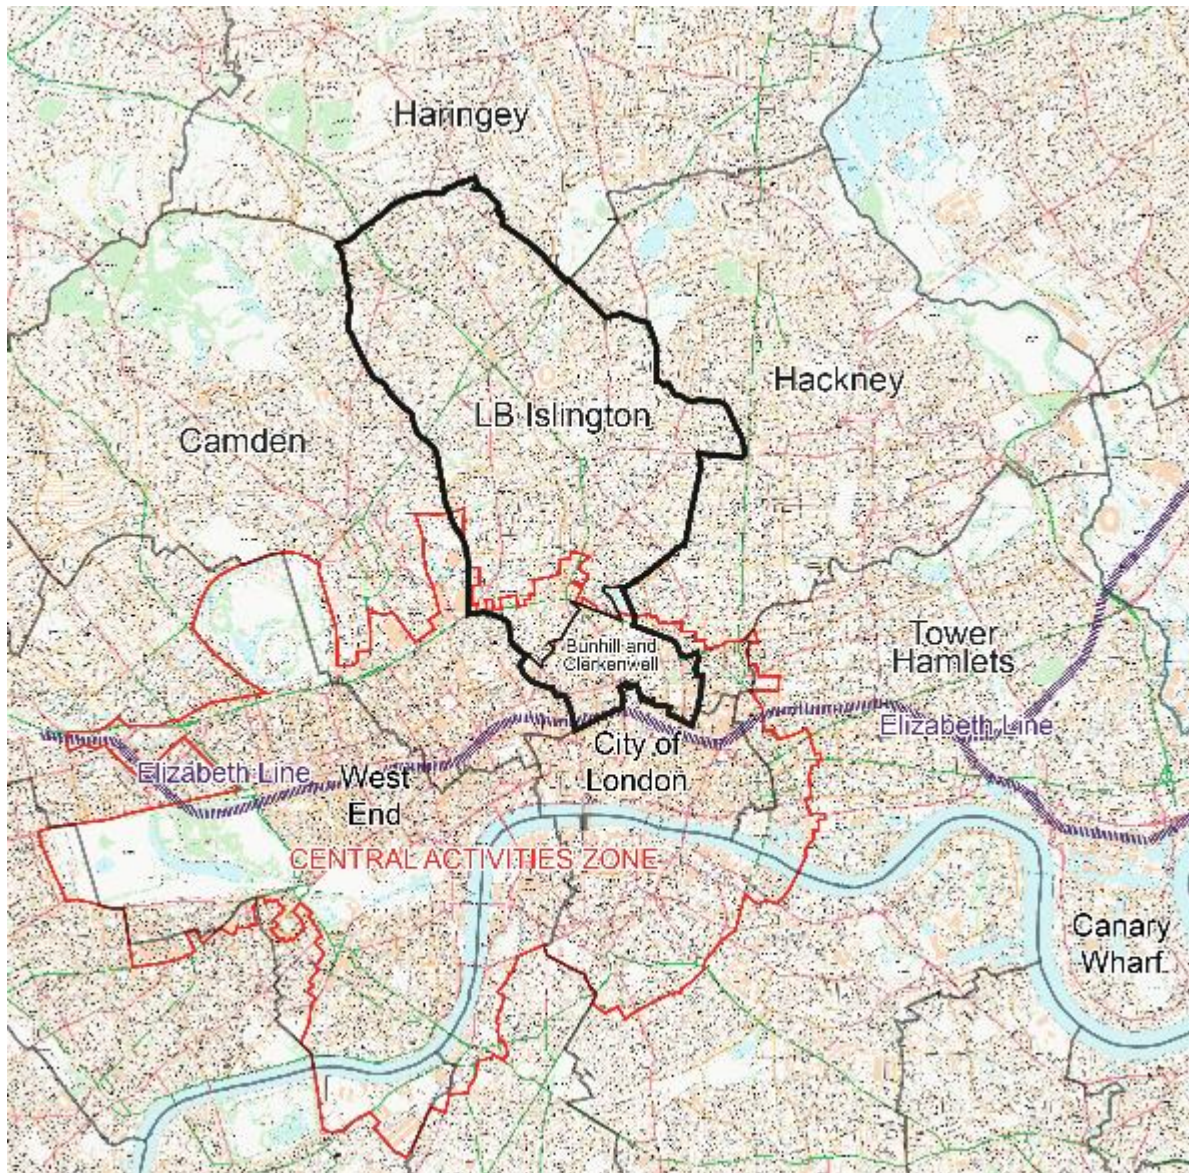 Haringey
Hackney
LB Islington
Camden
Tower
Hamlets
Bunhill and
Clerkenwell
Elizabeth Line
City of
London
Elizabeth Line
West
End
CENTRAL ACTIVITIES ZONE
Canary
Wharf